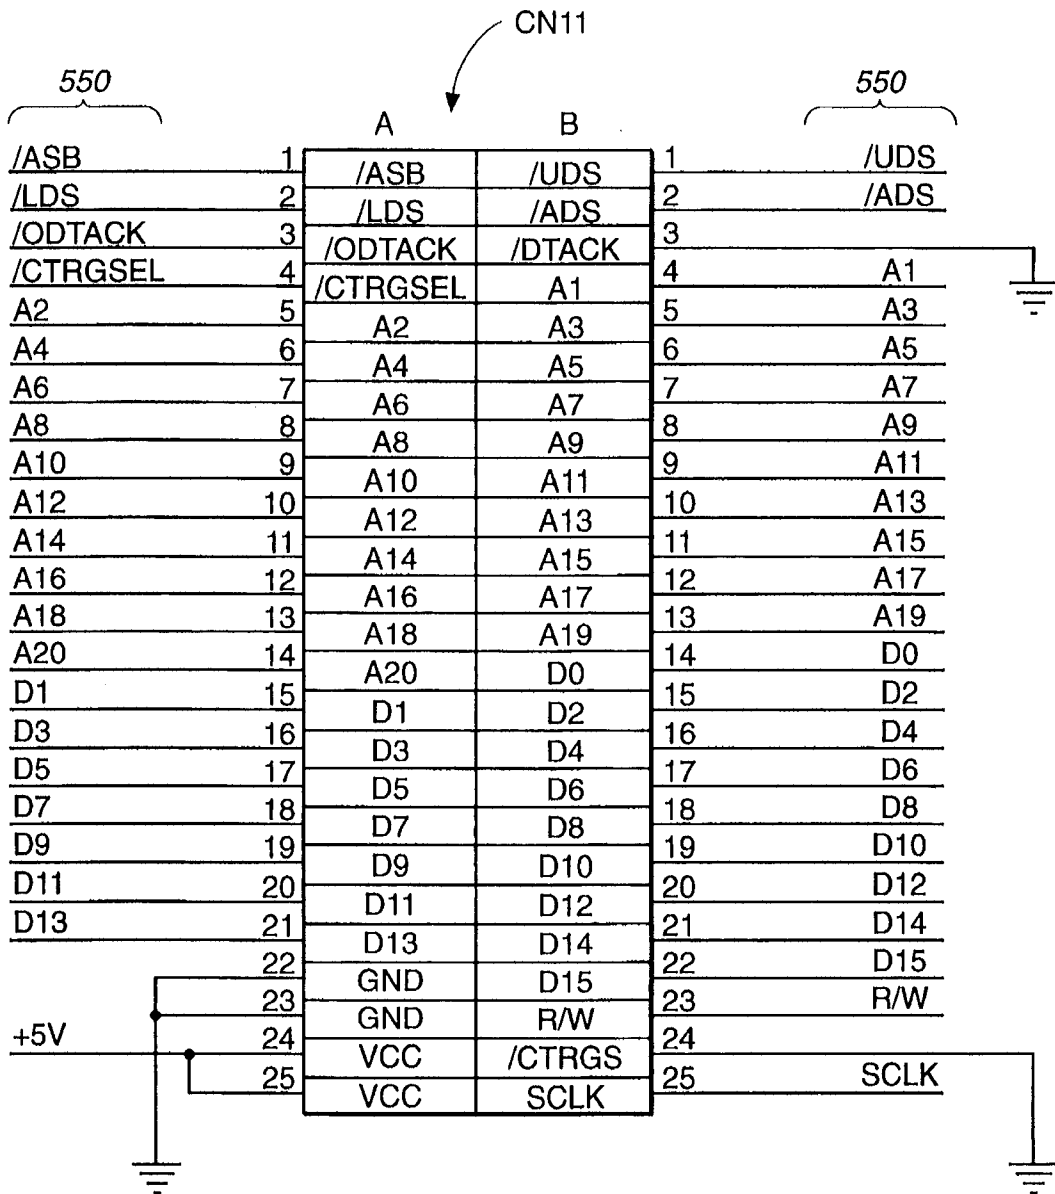 CN11
550 550
A B
/ASB 1 /ASB /UDS 1 /UDS
/LDS 2 /LDS /ADS 2 /ADS
/ODTACK 3 /ODTACK /DTACK 3
/CTRGSEL 4 /CTRGSEL A1 4 A1
A2 5 A2 A3 5 A3
A4 6 A4 A5 6 A5
A6 7 A6 A7 7 A7
A8 8 A8 A9 8 A9
A10 9 A10 A11 9 A11
A12 10 A12 A13 10 A13
A14 11 A14 A15 11 A15
A16 12 A16 A17 12 A17
A18 13 A18 A19 13 A19
A20 14 A20 D0 14 D0
D1 15 D1 D2 15 D2
D3 16 D3 D4 16 D4
D5 17 D5 D6 17 D6
D7 18 D7 D8 18 D8
D9 19 D9 D10 19 D10
D11 20 D11 D12 20 D12
D13 21 D13 D14 21 D14
22 GND D15 22 D15
23 GND R/W 23 R/W
+5V 24 VCC /CTRGS 24
25 VCC SCLK 25 SCLK